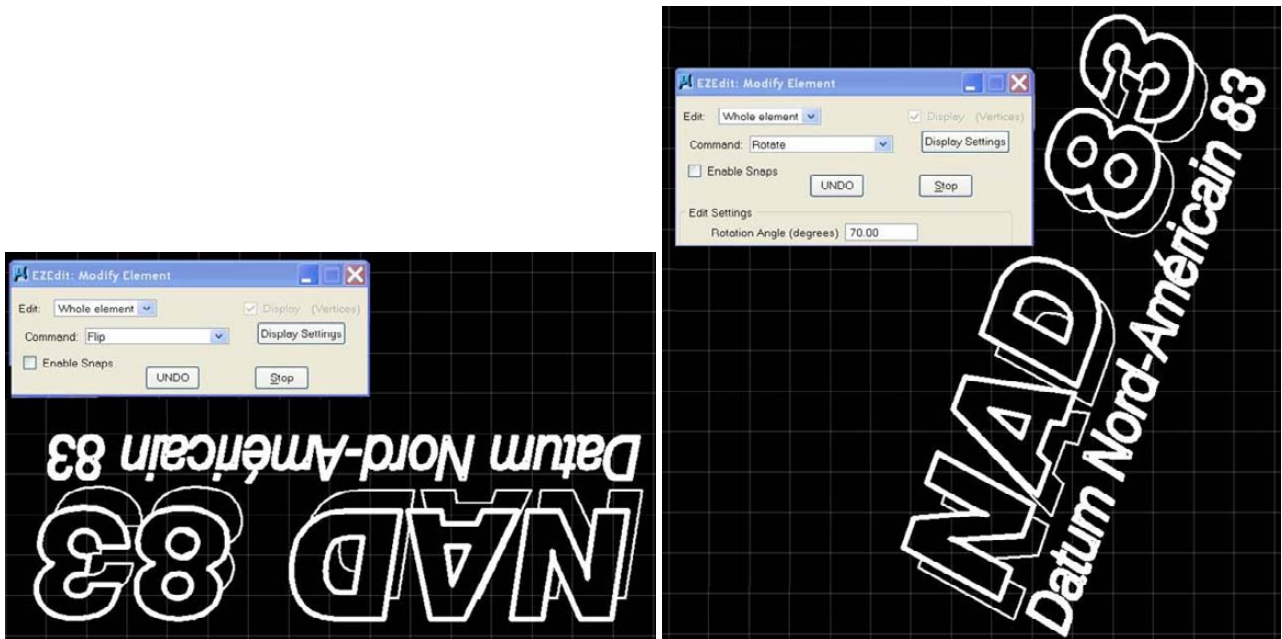 EZEdit: Modify Element
Edit: Whole element
Display (Vertices)
Command: Flip
Display Settings
Enable Snaps
UNDO
Stop
Datum Nord-Américain 83
NAD 83
EZEdit: Modify Element
Edit: Whole element
Display (Vertices)
Command: Rotate
Display Settings
Enable Snaps
UNDO
Stop
Edit Settings
Rotation Angle (degrees) 70.00
NAD 83
Datum Nord-Américain 83